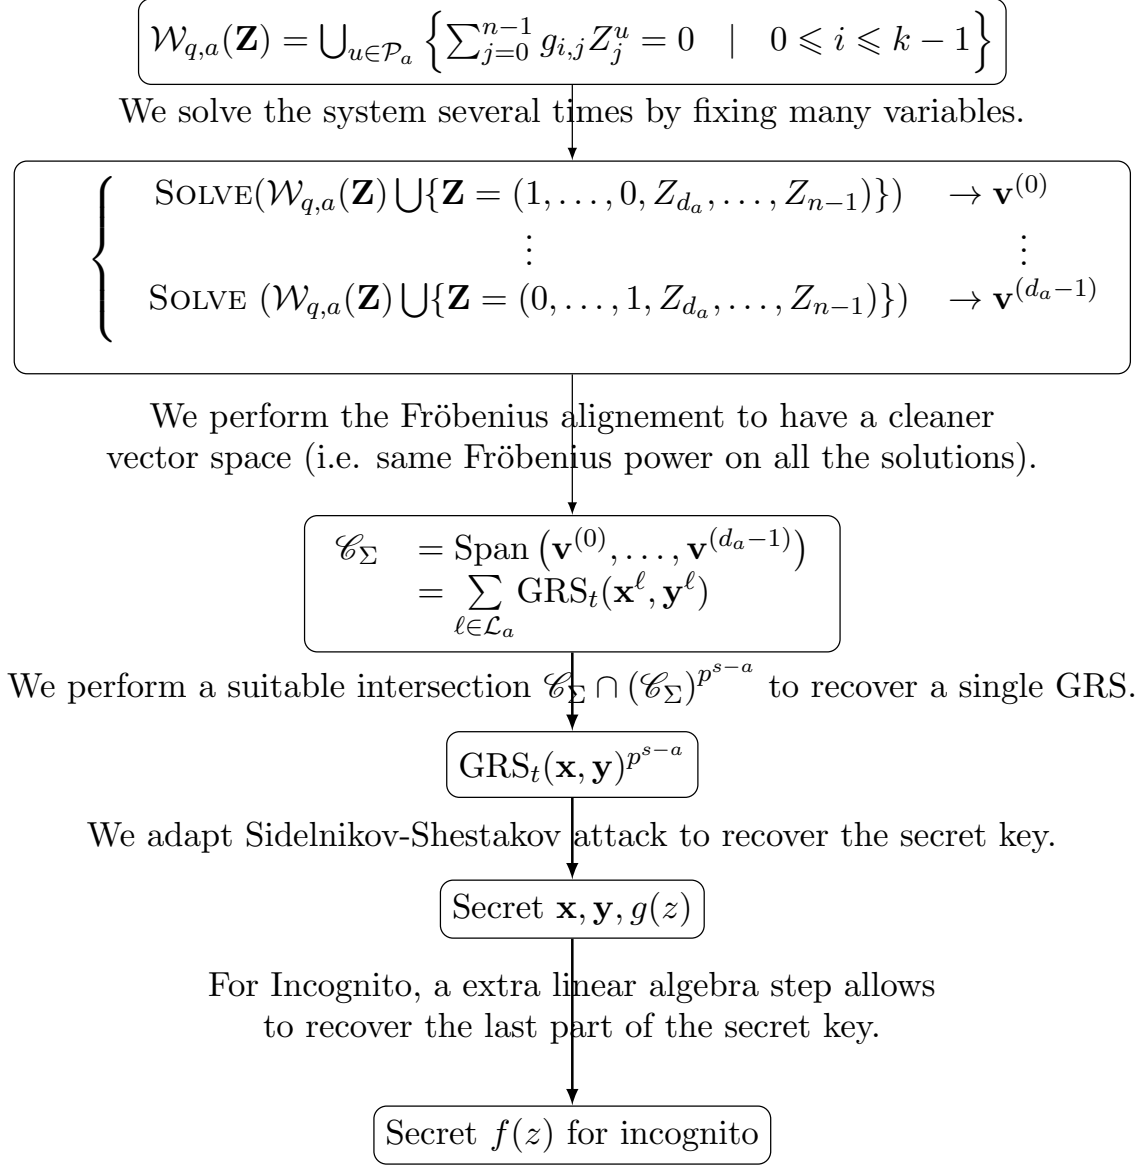 𝒲_{q,a}(𝐙) = ⋃_{u∈𝒫_a} { ∑_{j=0}^{n−1} g_{i,j} Z_j^u = 0 | 0 ⩽ i ⩽ k − 1 }
We solve the system several times by fixing many variables.
SOLVE(𝒲_{q,a}(𝐙) ⋃{𝐙 = (1, …, 0, Z_{d_a}, …, Z_{n−1})}) → 𝐯^{(0)}
⋮ ⋮
SOLVE (𝒲_{q,a}(𝐙) ⋃{𝐙 = (0, …, 1, Z_{d_a}, …, Z_{n−1})}) → 𝐯^{(d_a−1)}
We perform the Fröbenius alignement to have a cleaner
vector space (i.e. same Fröbenius power on all the solutions).
𝒞_Σ = Span (𝐯^{(0)}, …, 𝐯^{(d_a−1)})
= ∑_{ℓ∈ℒ_a} GRS_t(𝐱^ℓ, 𝐲^ℓ)
We perform a suitable intersection 𝒞_Σ ∩ (𝒞_Σ)^{p^{s−a}} to recover a single GRS.
GRS_t(𝐱, 𝐲)^{p^{s−a}}
We adapt Sidelnikov-Shestakov attack to recover the secret key.
Secret 𝐱, 𝐲, g(z)
For Incognito, a extra linear algebra step allows
to recover the last part of the secret key.
Secret f(z) for incognito